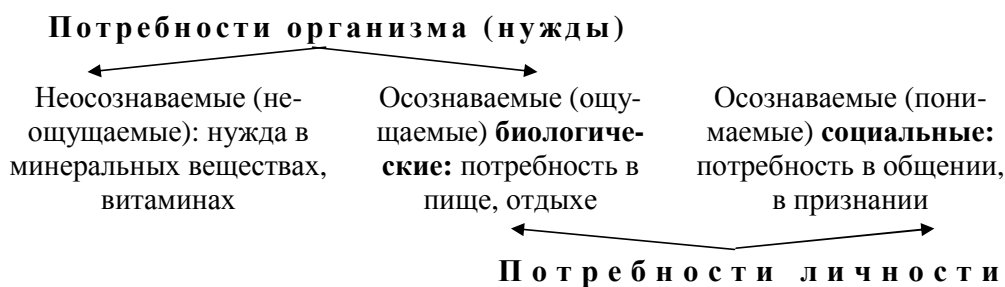 Потребности организма (нужды)
Неосознаваемые (не-
ощущаемые): нужда в
минеральных веществах,
витаминах
Осознаваемые (ощу-
щаемые) биологиче-
ские: потребность в
пище, отдыхе
Осознаваемые (пони-
маемые) социальные:
потребность в общении,
в признании
Потребности личности